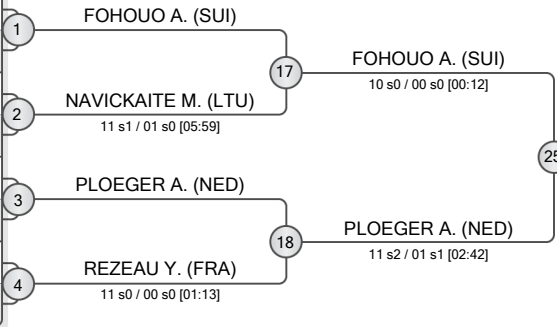 FOHOUO A. (SUI)
1
17
FOHOUO A. (SUI)
10 s0 / 00 s0 [00:12]
NAVICKAITE M. (LTU)
2
11 s1 / 01 s0 [05:59]
25
PLOEGER A. (NED)
3
18
PLOEGER A. (NED)
11 s2 / 01 s1 [02:42]
REZEAU Y. (FRA)
4
11 s0 / 00 s0 [01:13]